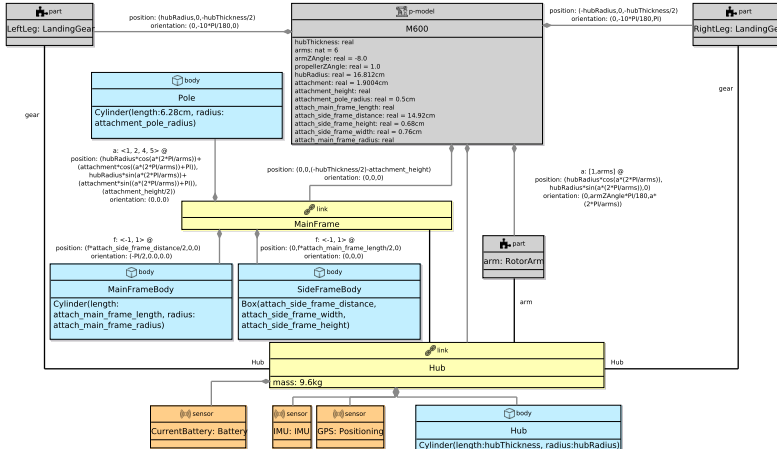 part
LeftLeg: LandingGear
position: (hubRadius,0,-hubThickness/2)
orientation: (0,-10*PI/180,0)
p-model
M600
hubThickness: real
arms: nat = 6
armZAngle: real = -8.0
propellerZAngle: real = 1.0
hubRadius: real = 16.812cm
attachment: real = 1.9004cm
attachment_height: real
attachment_pole_radius: real = 0.5cm
attach_main_frame_length: real
attach_side_frame_distance: real = 14.92cm
attach_side_frame_height: real = 0.68cm
attach_side_frame_width: real = 0.76cm
attach_main_frame_radius: real
position: (-hubRadius,0,-hubThickness/2)
orientation: (0,-10*PI/180,PI)
part
RightLeg: LandingGe
body
Pole
Cylinder(length:6.28cm, radius:
attachment_pole_radius)
gear
gear
a: <1, 2, 4, 5> @
position: (hubRadius*cos(a*(2*PI/arms))+
(attachment*cos((a*(2*PI/arms))+PI)),
hubRadius*sin(a*(2*PI/arms))+
(attachment*sin((a*(2*PI/arms))+PI)),
(attachment_height/2))
orientation: (0,0,0)
position: (0,0,(-hubThickness/2)-attachment_height)
orientation: (0,0,0)
a: [1,arms] @
position: (hubRadius*cos(a*(2*PI/arms)),
hubRadius*sin(a*(2*PI/arms)),0)
orientation: (0,armZAngle*PI/180,a*
(2*PI/arms))
link
MainFrame
f: <-1, 1> @
position: (f*attach_side_frame_distance/2,0,0)
orientation: (-PI/2,0.0,0.0)
f: <-1, 1> @
position: (0,f*attach_main_frame_length/2,0)
orientation: (0,0,0)
part
arm: RotorArm
body
MainFrameBody
Cylinder(length:
attach_main_frame_length, radius:
attach_main_frame_radius)
body
SideFrameBody
Box(attach_side_frame_distance,
attach_side_frame_width,
attach_side_frame_height)
arm
link
Hub
mass: 9.6kg
Hub
Hub
sensor
CurrentBattery: Battery
sensor
IMU: IMU
sensor
GPS: Positioning
body
Hub
Cylinder(length:hubThickness, radius:hubRadius)